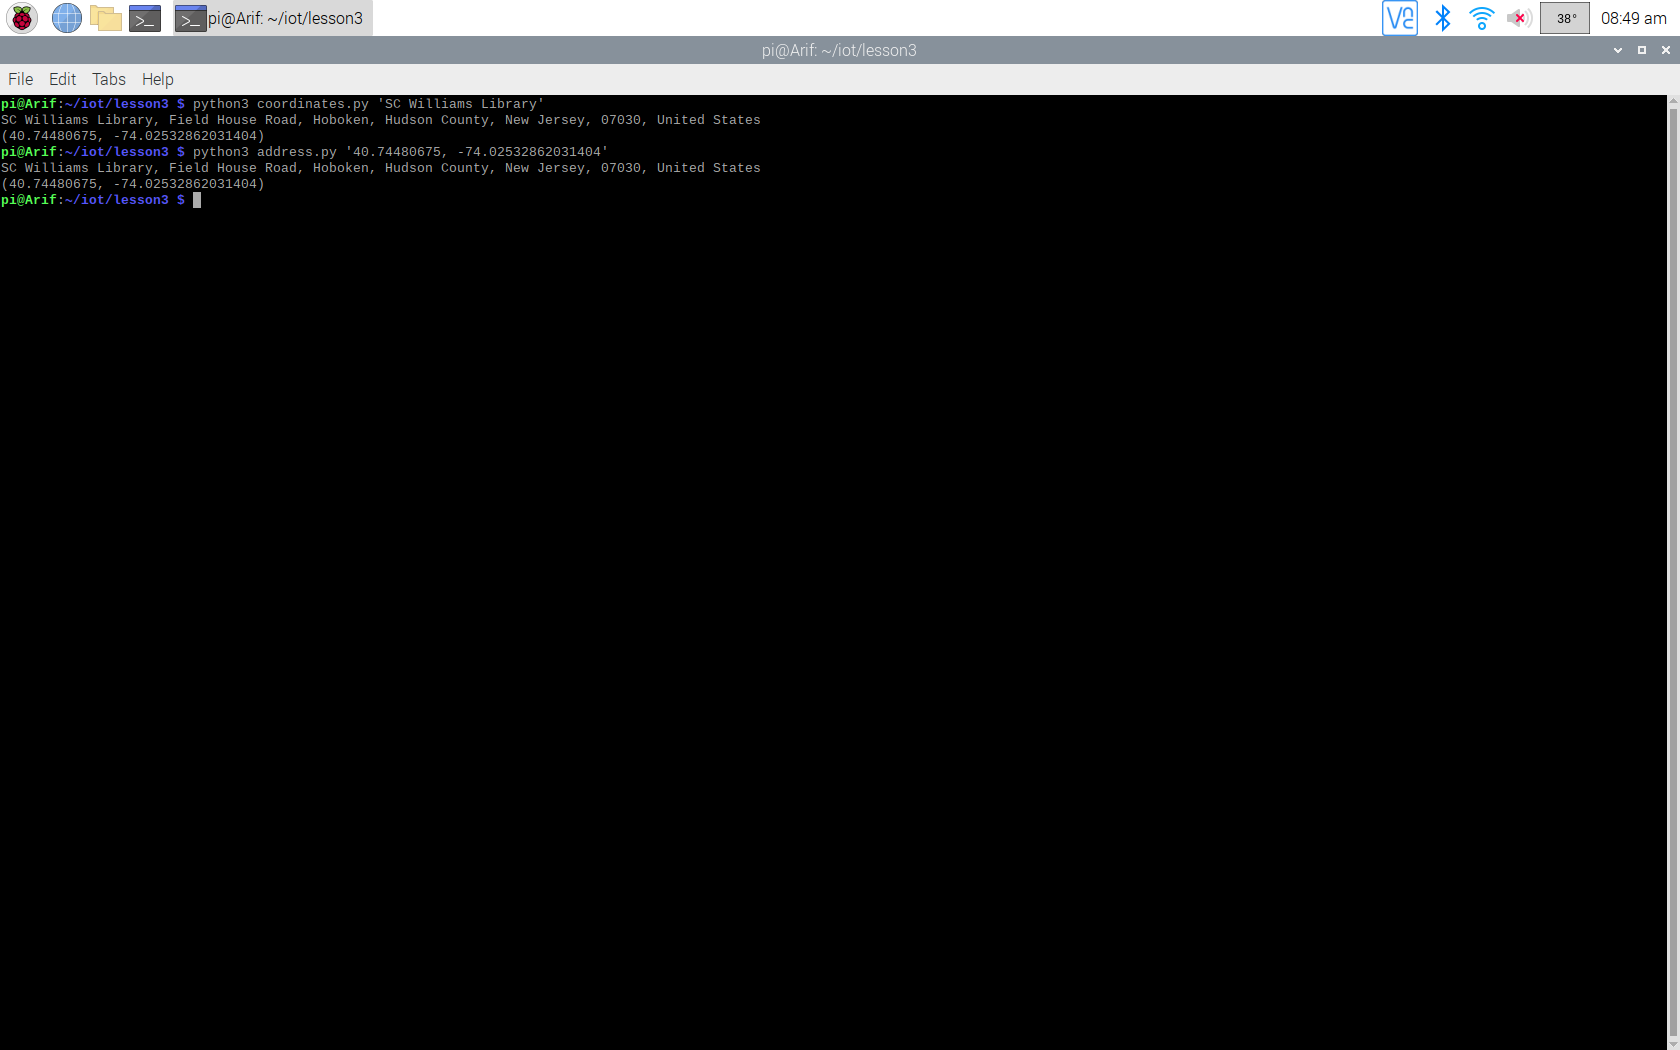 pi@Arif: ~/iot/lesson3
38°
08:49 am
pi@Arif: ~/iot/lesson3
File Edit Tabs Help
pi@Arif:~/iot/lesson3 $ python3 coordinates.py 'SC Williams Library'
SC Williams Library, Field House Road, Hoboken, Hudson County, New Jersey, 07030, United States
(40.74480675, -74.02532862031404)
pi@Arif:~/iot/lesson3 $ python3 address.py '40.74480675, -74.02532862031404'
SC Williams Library, Field House Road, Hoboken, Hudson County, New Jersey, 07030, United States
(40.74480675, -74.02532862031404)
pi@Arif:~/iot/lesson3 $